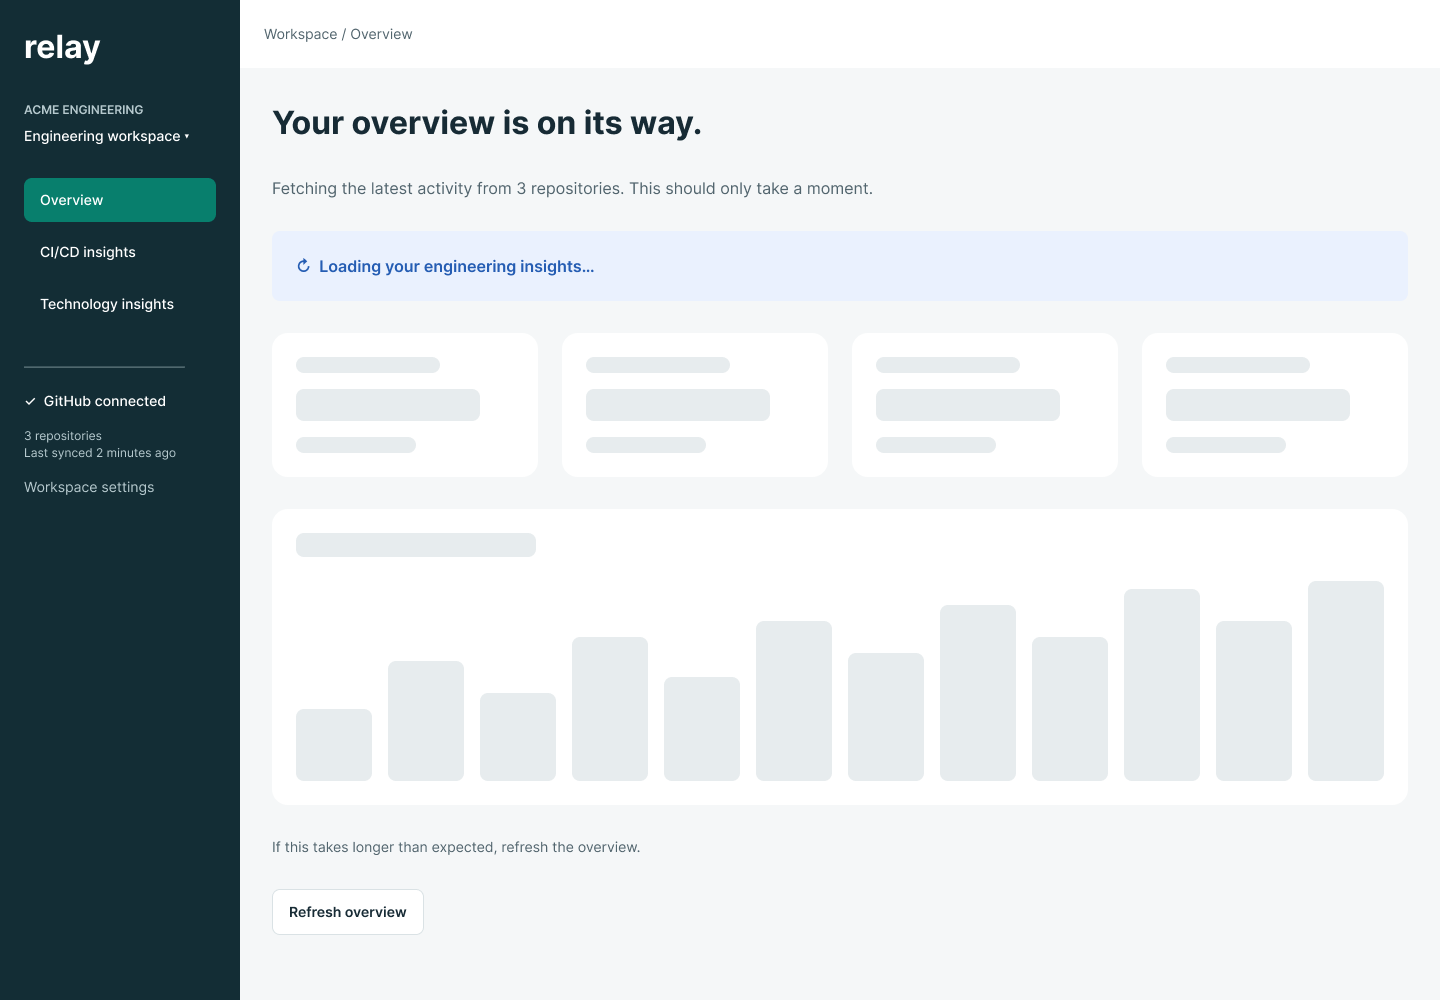 relay
ACME ENGINEERING
Engineering workspace ▾
Overview
CI/CD insights
Technology insights
✓ GitHub connected
3 repositories
Last synced 2 minutes ago
Workspace settings
Workspace / Overview
Your overview is on its way.
Fetching the latest activity from 3 repositories. This should only take a moment.
↻ Loading your engineering insights...
If this takes longer than expected, refresh the overview.
Refresh overview